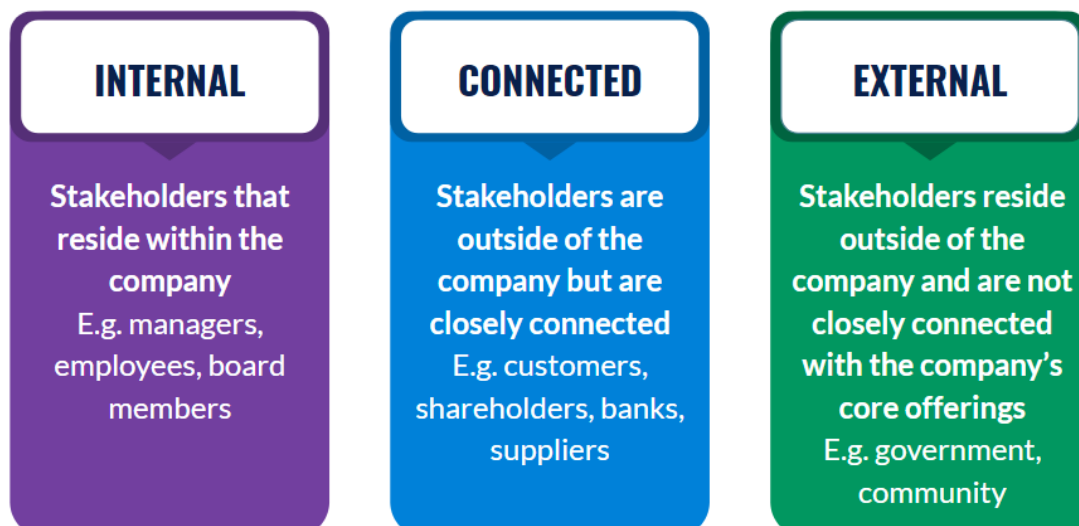 INTERNAL
Stakeholders that
reside within the
company
E.g. managers,
employees, board
members
CONNECTED
Stakeholders are
outside of the
company but are
closely connected
E.g. customers,
shareholders, banks,
suppliers
EXTERNAL
Stakeholders reside
outside of the
company and are not
closely connected
with the company’s
core offerings
E.g. government,
community